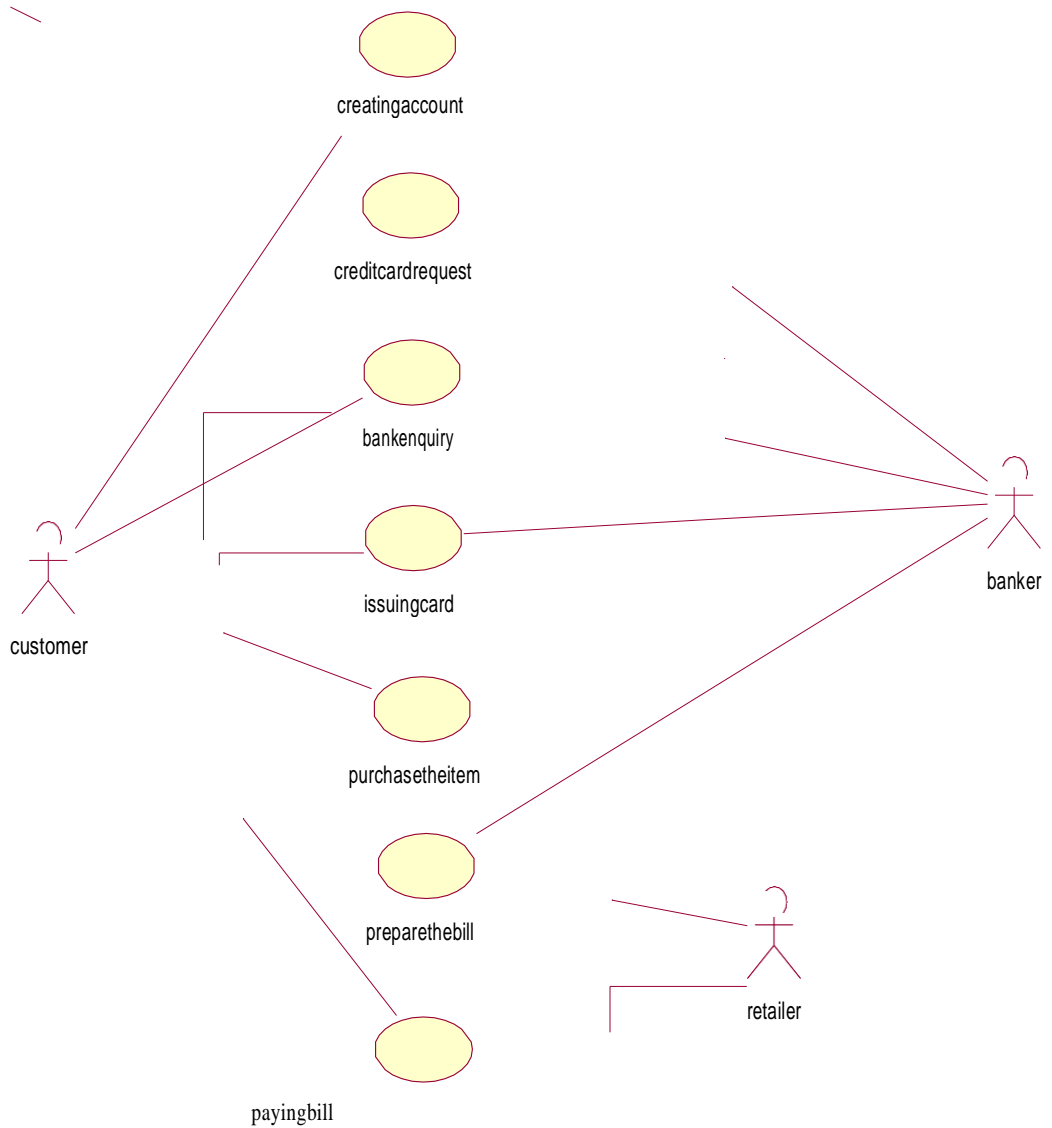 creatingaccount
creditcardrequest
bankenquiry
issuingcard
banker
customer
purchasetheitem
preparethebill
retailer
payingbill